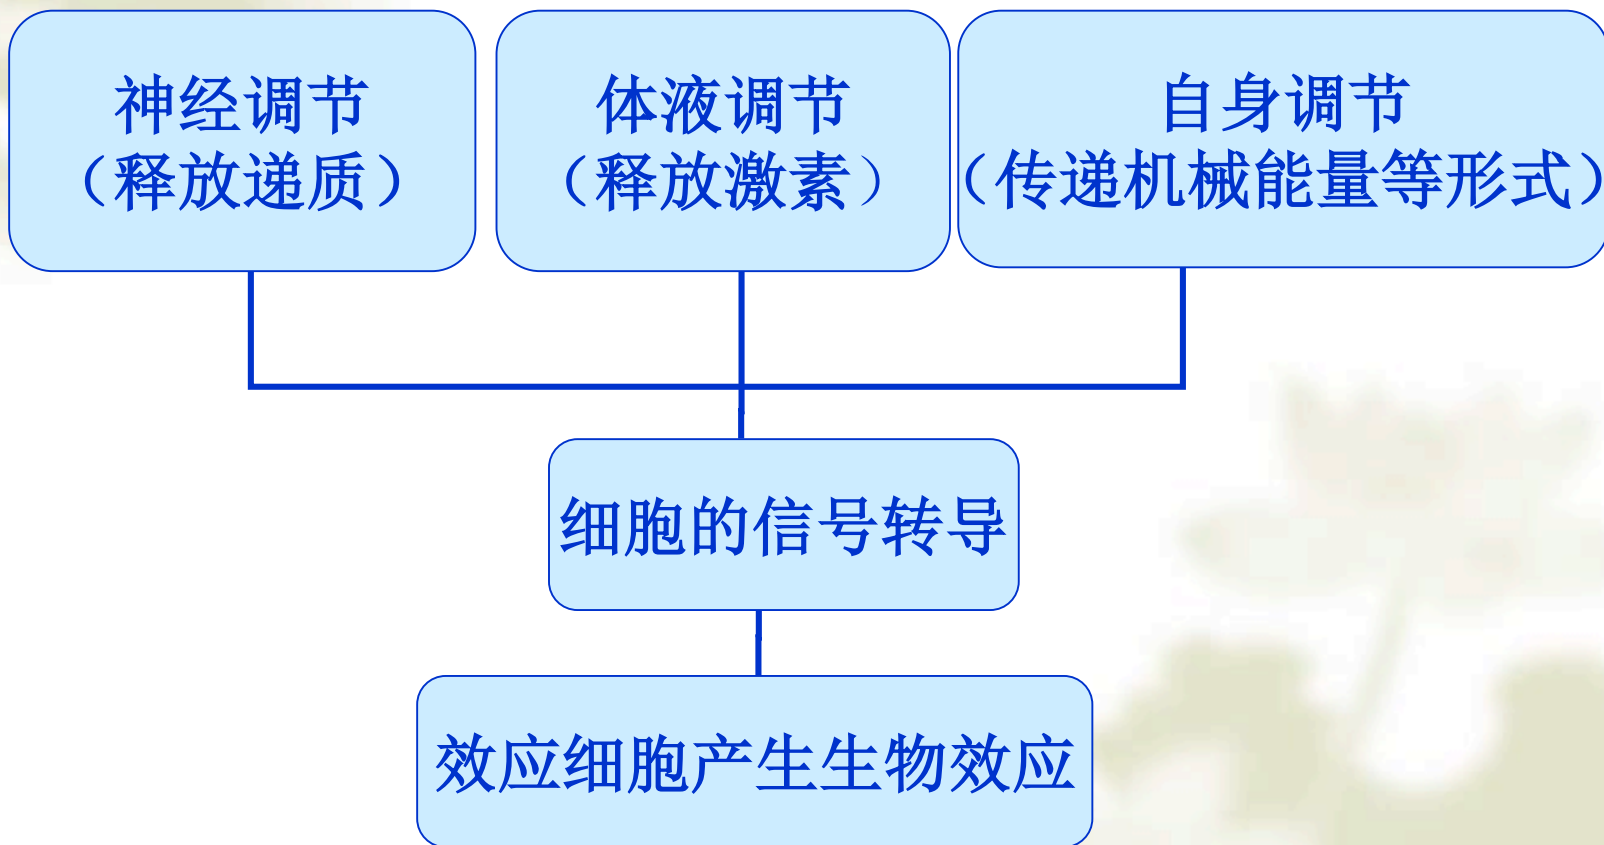 神经调节
（释放递质）
体液调节
（释放激素）
自身调节
（传递机械能量等形式）
细胞的信号转导
效应细胞产生生物效应